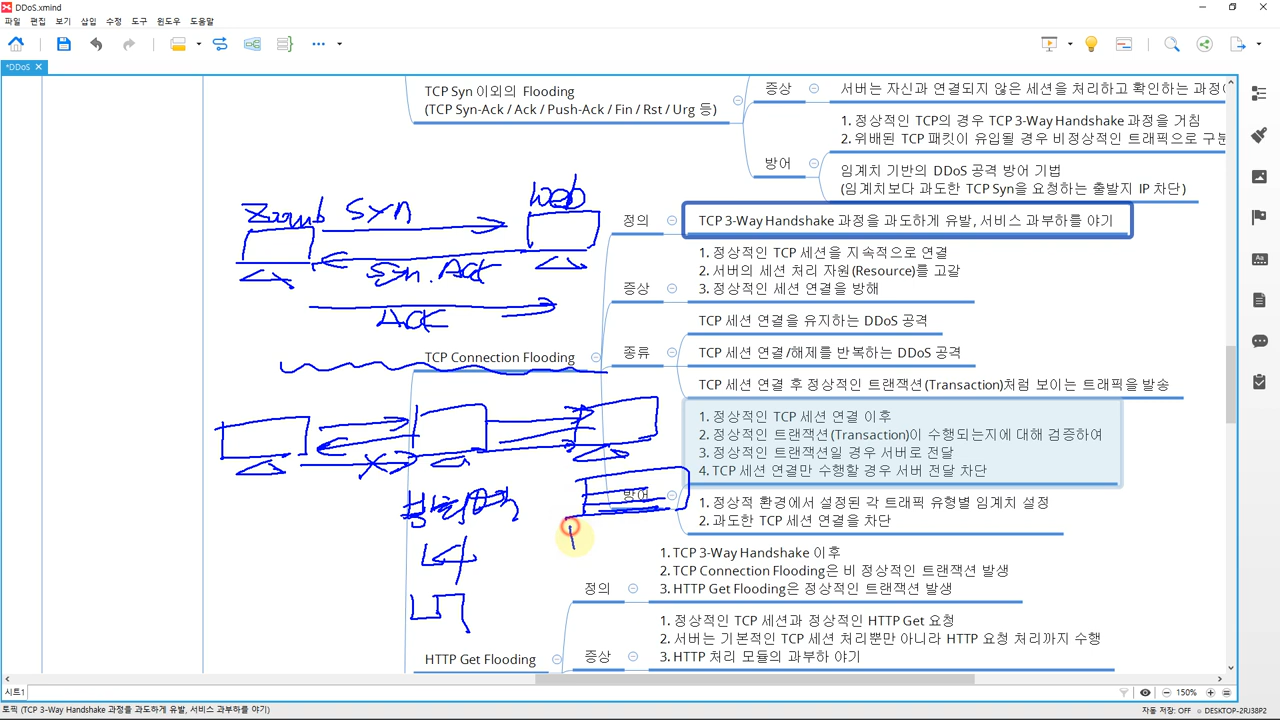 DDoS.xmind
파일 편집 보기 삽입 수정 도구 윈도우 도움말
*DDoS
TCP Syn 이외의 Flooding
(TCP Syn-Ack / Ack / Push-Ack / Fin / Rst / Urg 등)
증상
서버는 자신과 연결되지 않은 세션을 처리하고 확인하는 과정
1. 정상적인 TCP의 경우 TCP 3-Way Handshake 과정을 거침
2. 위배된 TCP 패킷이 유입될 경우 비정상적인 트래픽으로 구분
방어
임계치 기반의 DDoS 공격 방어 기법
(임계치보다 과도한 TCP Syn을 요청하는 출발지 IP 차단)
Zoomb SYN Web
Syn. ACK
ACK
TCP Connection Flooding
정의
TCP 3-Way Handshake 과정을 과도하게 유발, 서비스 과부하를 야기
증상
1. 정상적인 TCP 세션을 지속적으로 연결
2. 서버의 세션 처리 자원(Resource)를 고갈
3. 정상적인 세션 연결을 방해
종류
TCP 세션 연결을 유지하는 DDoS 공격
TCP 세션 연결/해제를 반복하는 DDoS 공격
TCP 세션 연결 후 정상적인 트랜잭션(Transaction)처럼 보이는 트래픽을 발송
방어
1. 정상적인 TCP 세션 연결 이후
2. 정상적인 트랜잭션(Transaction)이 수행되는지에 대해 검증하여
3. 정상적인 트랜잭션일 경우 서버로 전달
4. TCP 세션 연결만 수행할 경우 서버 전달 차단
1. 정상적 환경에서 설정된 각 트래픽 유형별 임계치 설정
2. 과도한 TCP 세션 연결을 차단
L4
L7
HTTP Get Flooding
정의
1. TCP 3-Way Handshake 이후
2. TCP Connection Flooding은 비 정상적인 트랜잭션 발생
3. HTTP Get Flooding은 정상적인 트랜잭션 발생
증상
1. 정상적인 TCP 세션과 정상적인 HTTP Get 요청
2. 서버는 기본적인 TCP 세션 처리뿐만 아니라 HTTP 요청 처리까지 수행
3. HTTP 처리 모듈의 과부하 야기
시트1
150%
토픽 (TCP 3-Way Handshake 과정을 과도하게 유발, 서비스 과부하를 야기)
자동 저장: OFF
DESKTOP-2RJ38P2